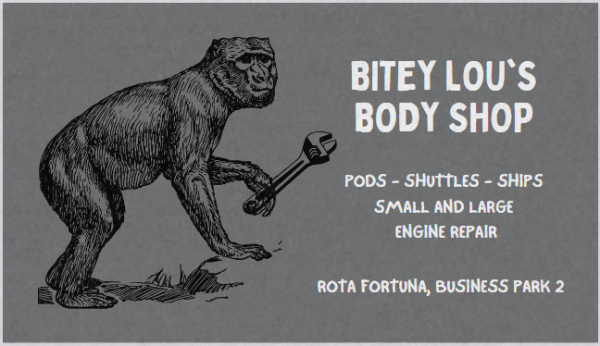 BITEY LOU`S
BODY SHOP
PODS - SHUTTLES - SHIPS
SMALL AND LARGE
ENGINE REPAIR
ROTA FORTUNA, BUSINESS PARK 2